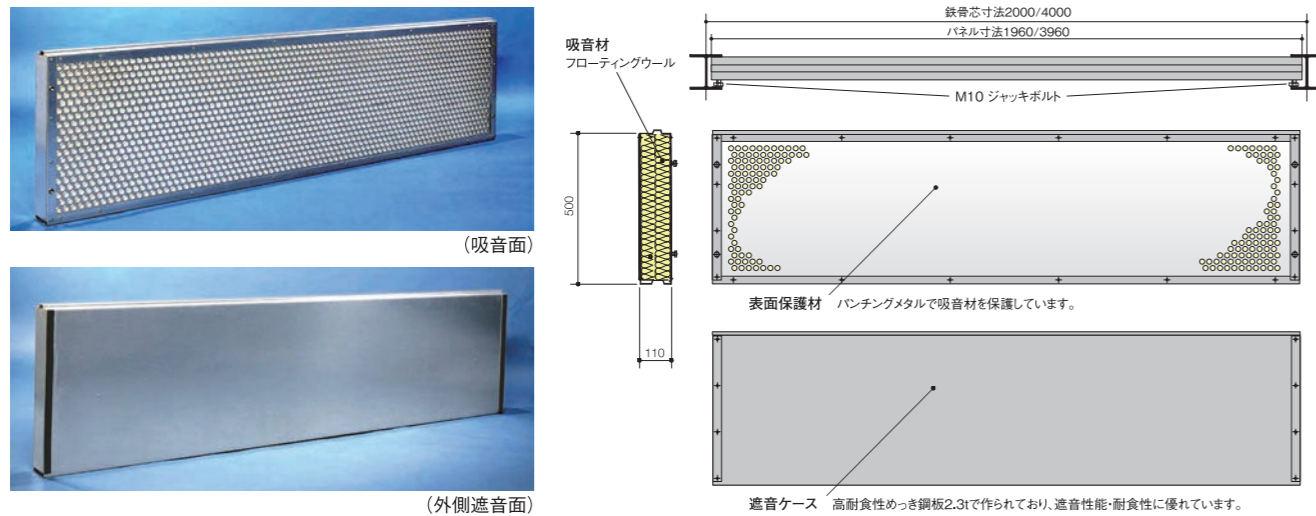 (吸音面)
(外側遮音面)
吸音材
フローティングウール
500
110
鉄骨芯寸法2000/4000
パネル寸法1960/3960
M10 ジャッキボルト
表面保護材 パンチングメタルで吸音材を保護しています。
遮音ケース 高耐食性めっき鋼板2.3tで作られており、遮音性能・耐食性に優れています。